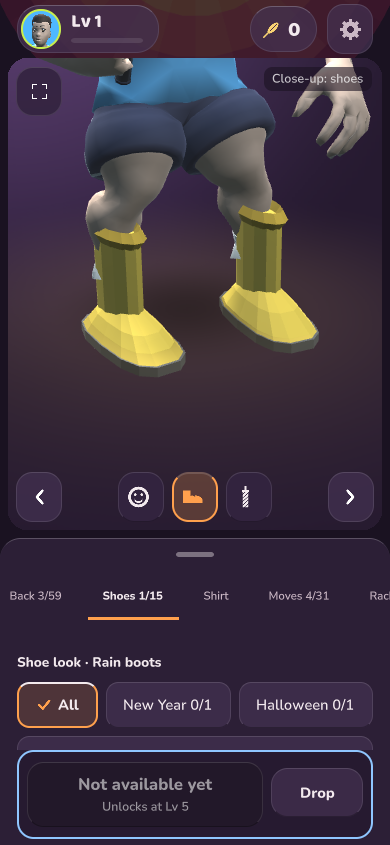 Lv 1
0
Close-up: shoes
Back 3/59
Shoes 1/15
Shirt
Moves 4/31
Shoe look · Rain boots
All
New Year 0/1
Halloween 0/1
Not available yet
Unlocks at Lv 5
Drop